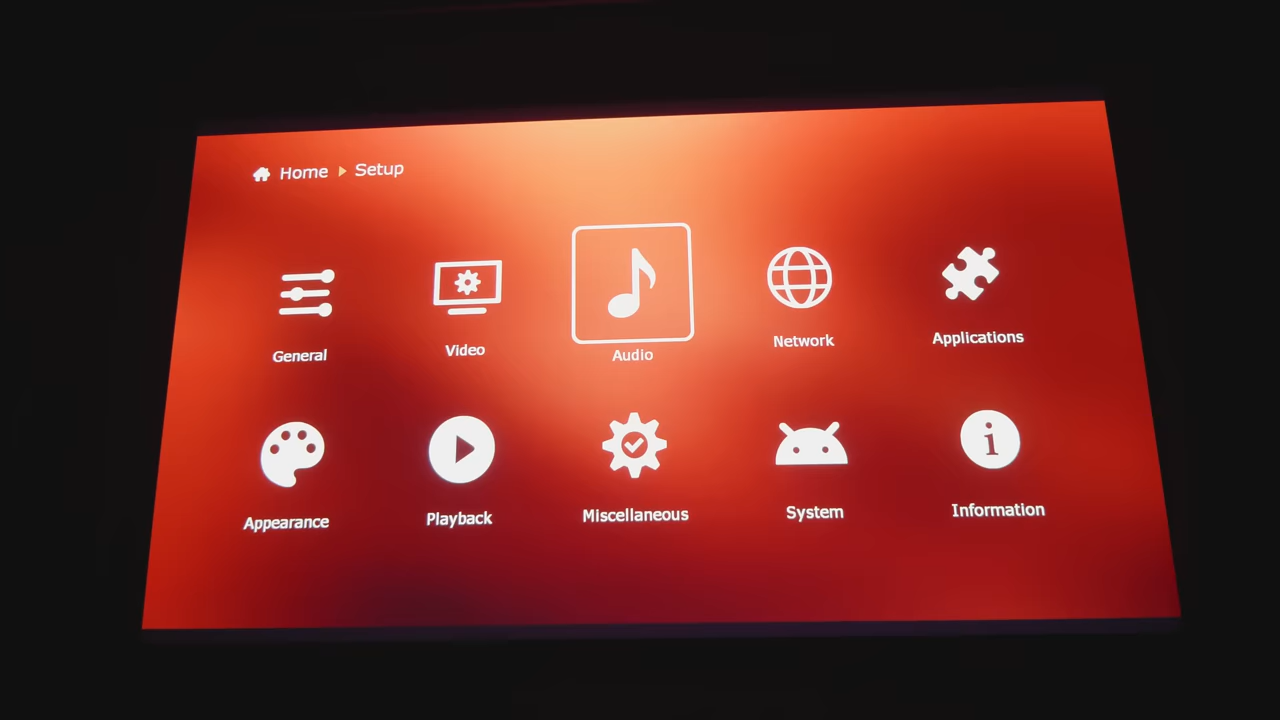 Home Setup
General Video Audio Network Applications
Appearance Playback Miscellaneous System Information